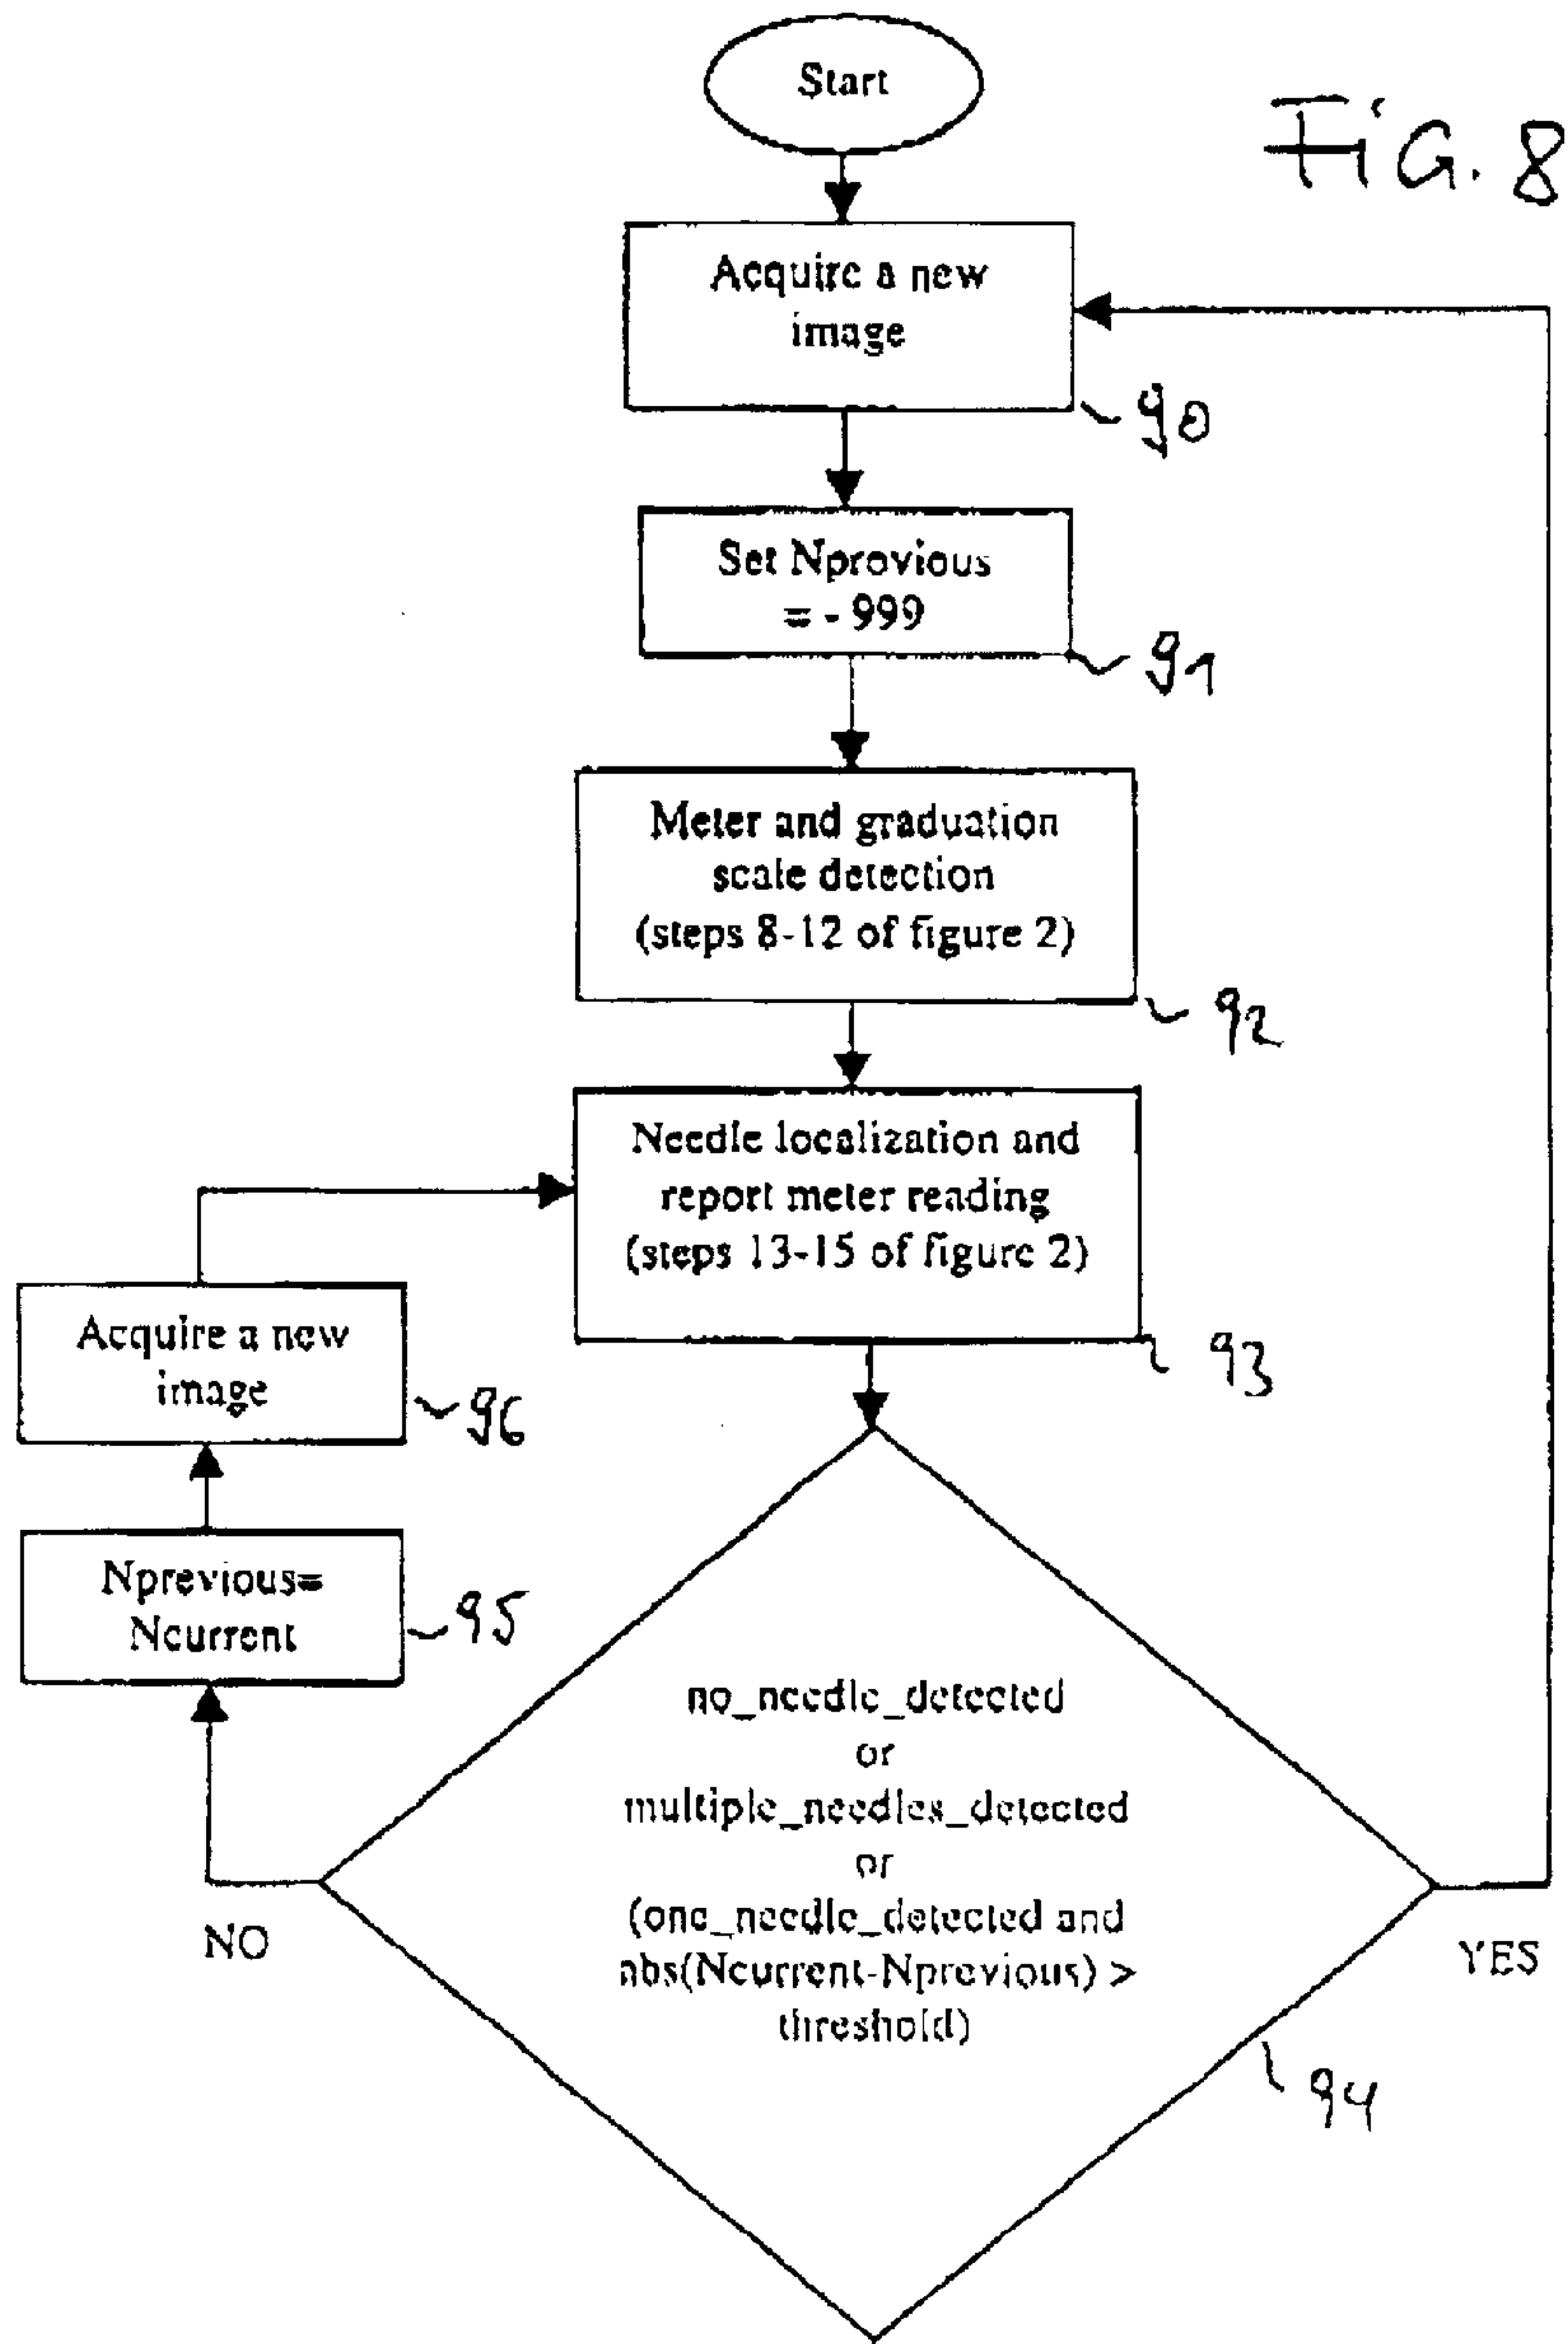 Start
FIG. 8
Acquire a new
image
90
Set Nprovious
= - 999
91
Meter and graduation
scale detection
(steps 8-12 of figure 2)
92
Needle localization and
report meter reading
(steps 13-15 of figure 2)
93
Acquire a new
image
96
Nprevious=
Ncurrent
95
no_needle_detected
or
multiple_needles_detected
or
(one_needle_detected and
abs(Ncurrent-Nprevious) >
threshold)
NO
YES
94